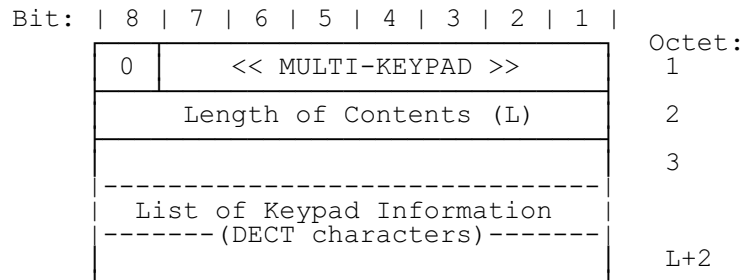 Bit: | 8 | 7 | 6 | 5 | 4 | 3 | 2 | 1 |
Octet:
0 << MULTI-KEYPAD >> 1
Length of Contents (L) 2
3
List of Keypad Information
(DECT characters)
L+2